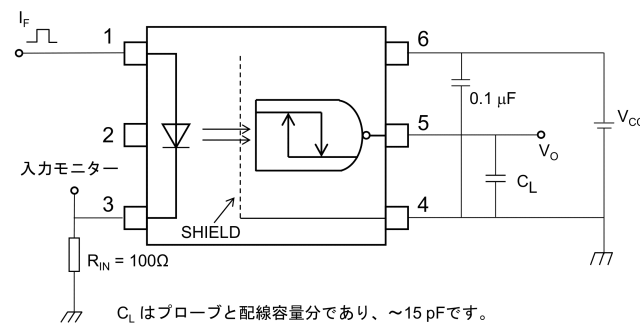 I_F
1
2
入力モニター
3
R_IN = 100Ω
SHIELD
6
0.1 μF
V_CC
5
V_O
C_L
4
C_L はプローブと配線容量分であり、～15 pFです。